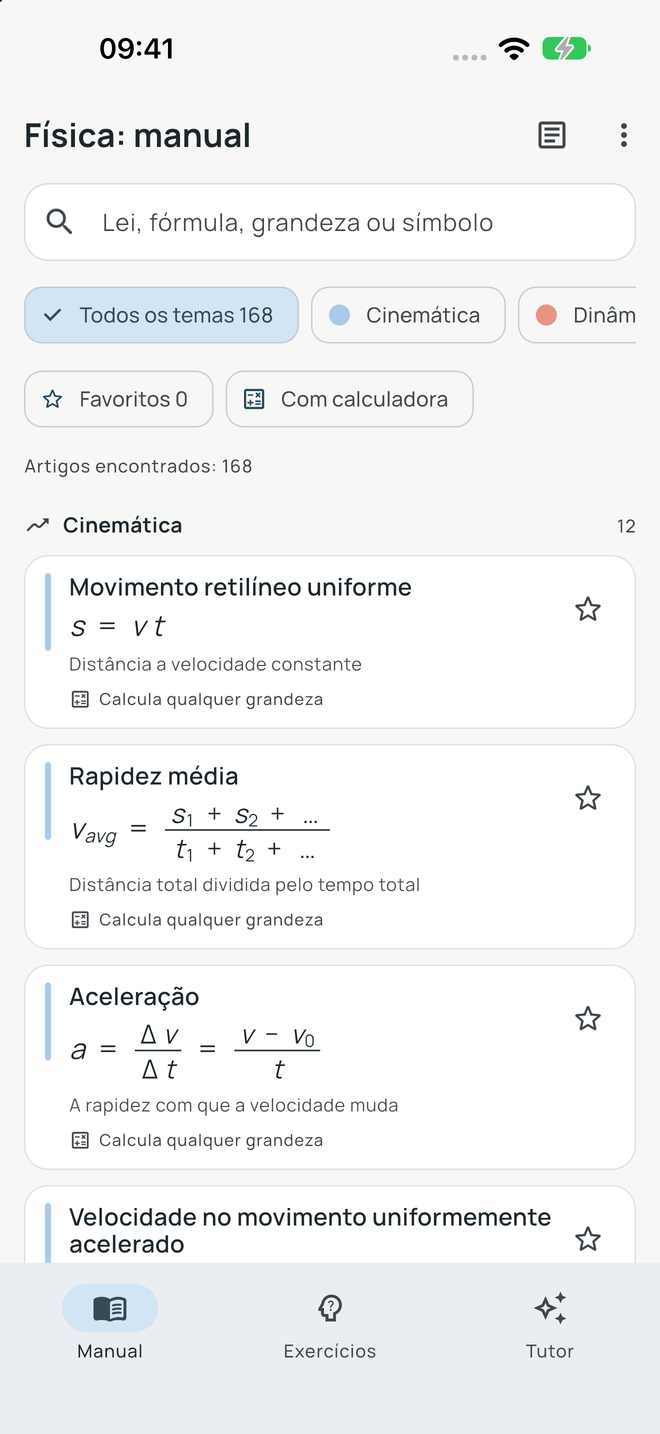 09:41
Física: manual
Lei, fórmula, grandeza ou símbolo
Todos os temas 168
Cinemática
Dinâm
Favoritos 0
Com calculadora
Artigos encontrados: 168
Cinemática
12
Movimento retilíneo uniforme
s = v t
Distância a velocidade constante
Calcula qualquer grandeza
Rapidez média
v_avg = (s₁ + s₂ + …) / (t₁ + t₂ + …)
Distância total dividida pelo tempo total
Calcula qualquer grandeza
Aceleração
a = Δ v / Δ t = (v − v₀) / t
A rapidez com que a velocidade muda
Calcula qualquer grandeza
Velocidade no movimento uniformemente
acelerado
Manual
Exercícios
Tutor